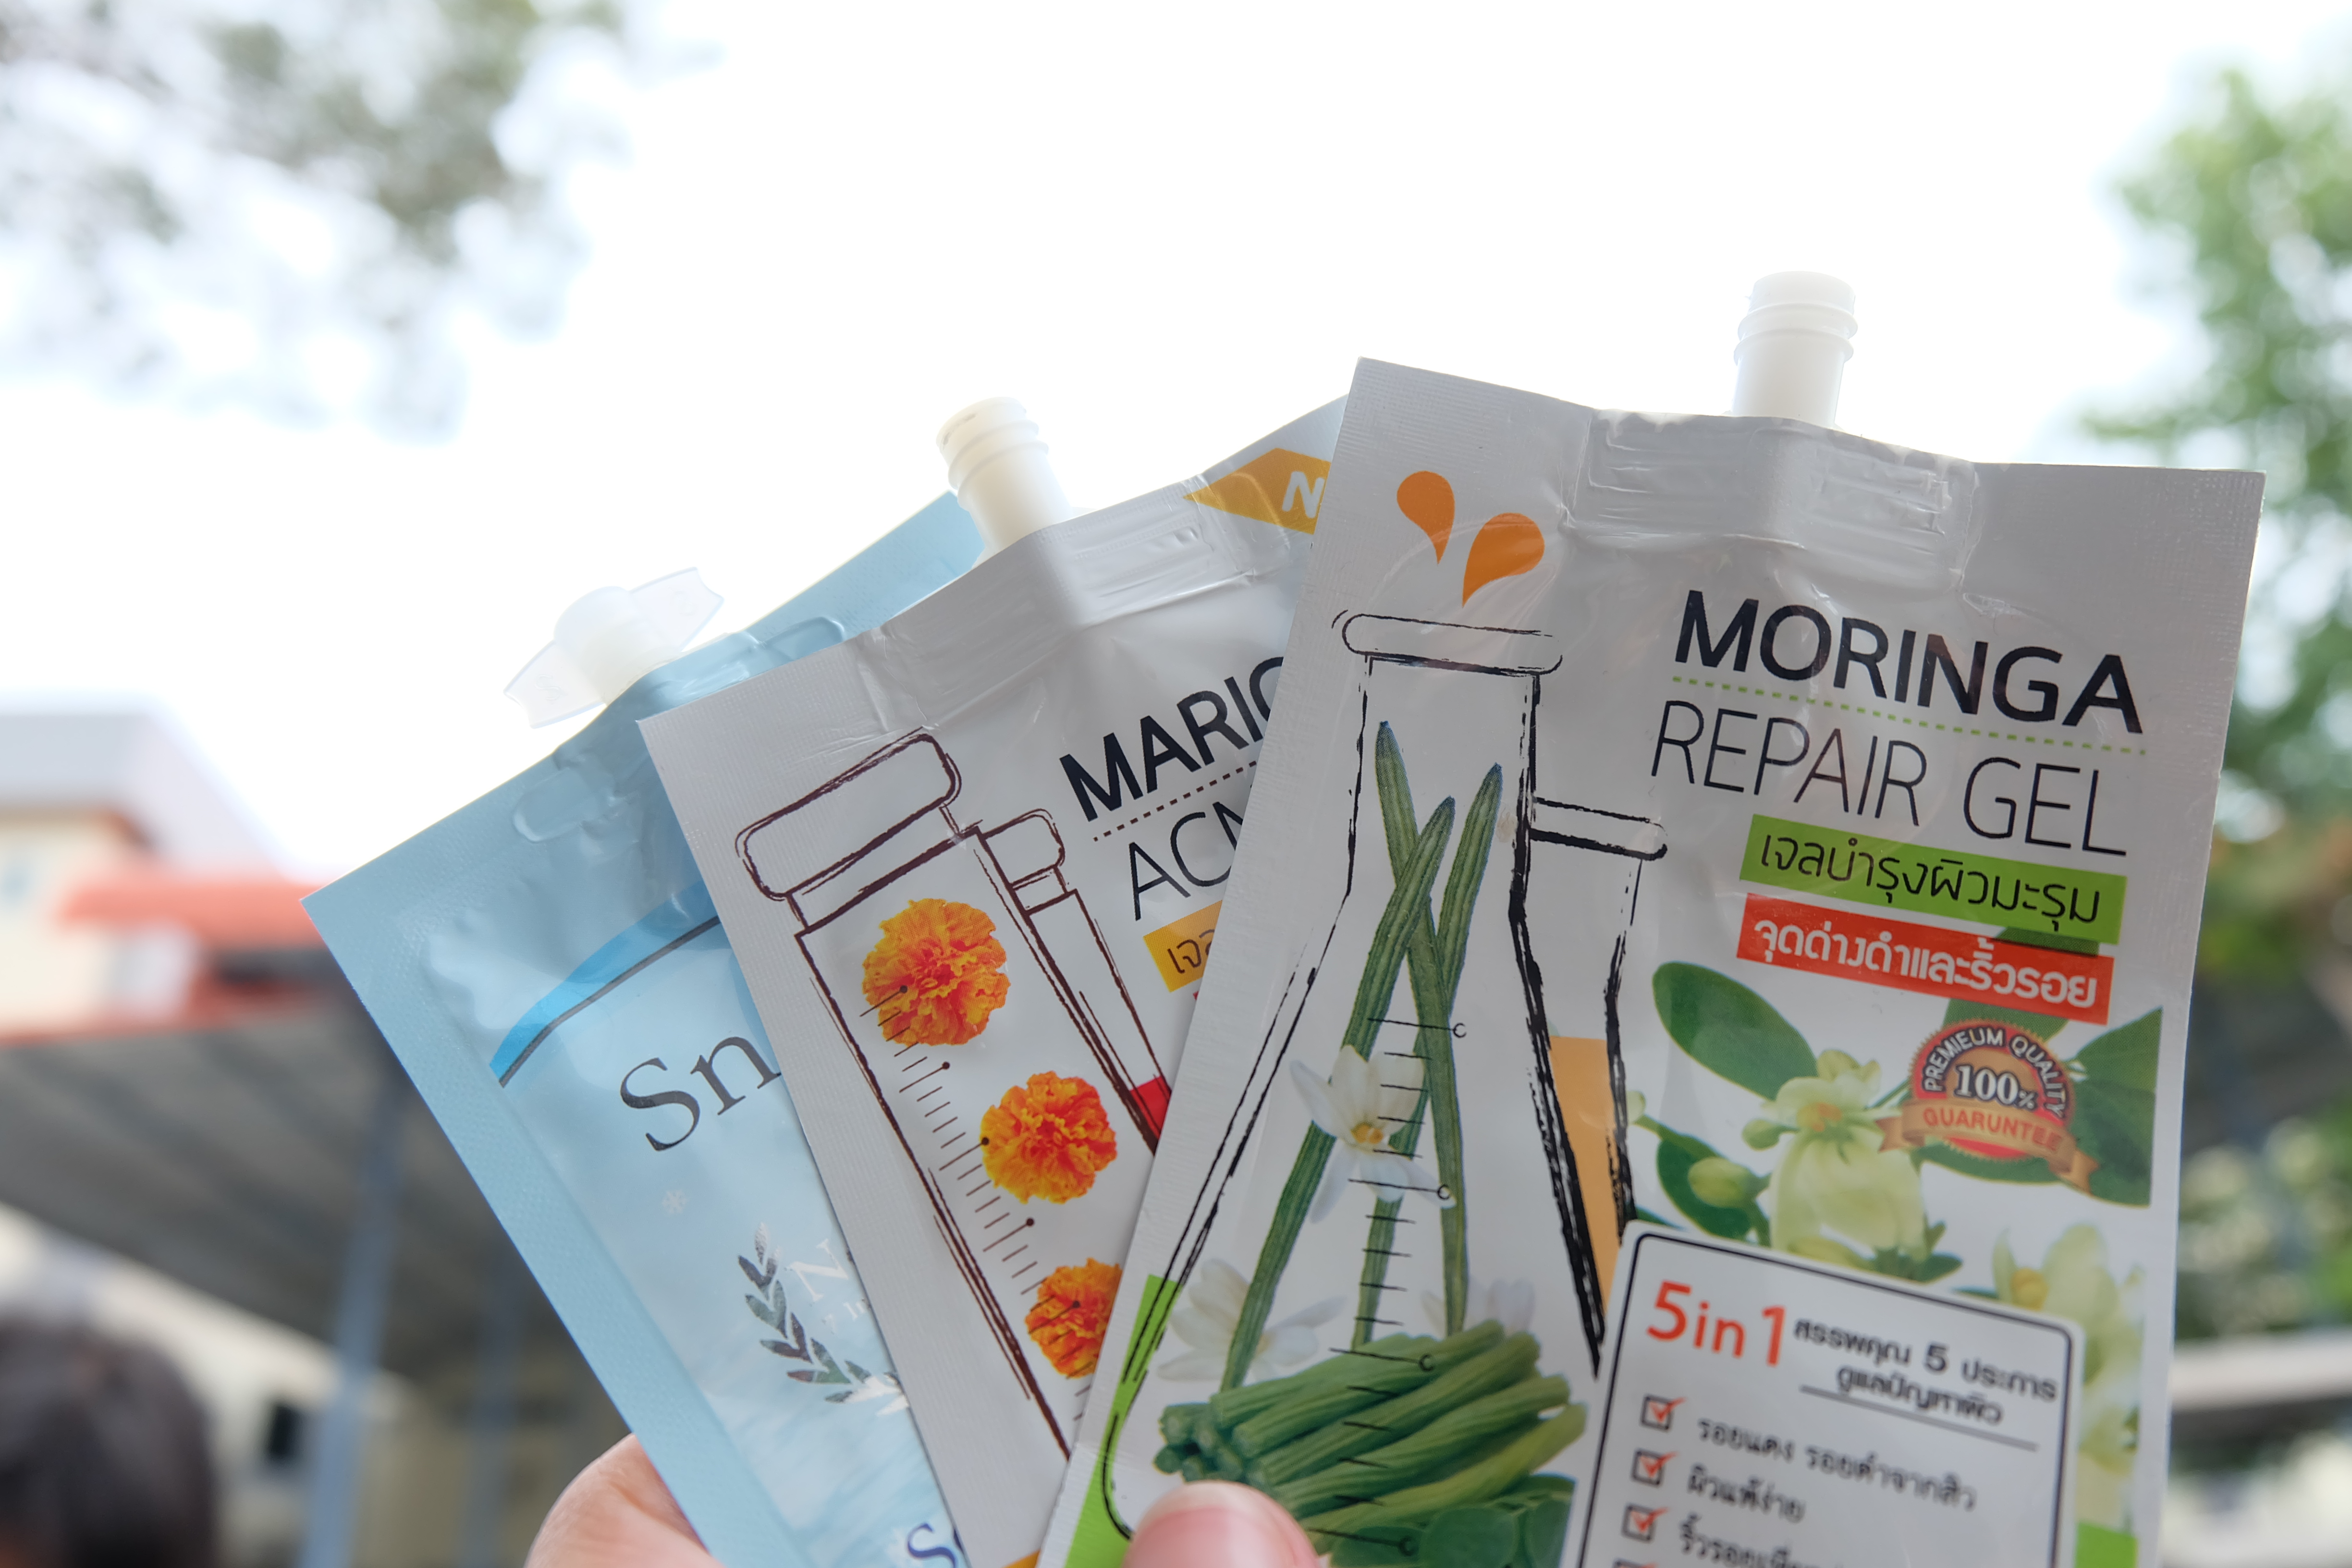 MORINGA
REPAIR GEL
เจลบำรุงผิวมะรุม
จุดด่างดำและริ้วรอย
PREMIEUM QUALITY
100%
GUARUNTEE
5in1 สรรพคุณ 5 ประการ
ดูแลปัญหาผิว
รอยแดง รอยดำจากสิว
ผิวแพ้ง่าย
N
MARIG
ACN
เจล
Sn
N